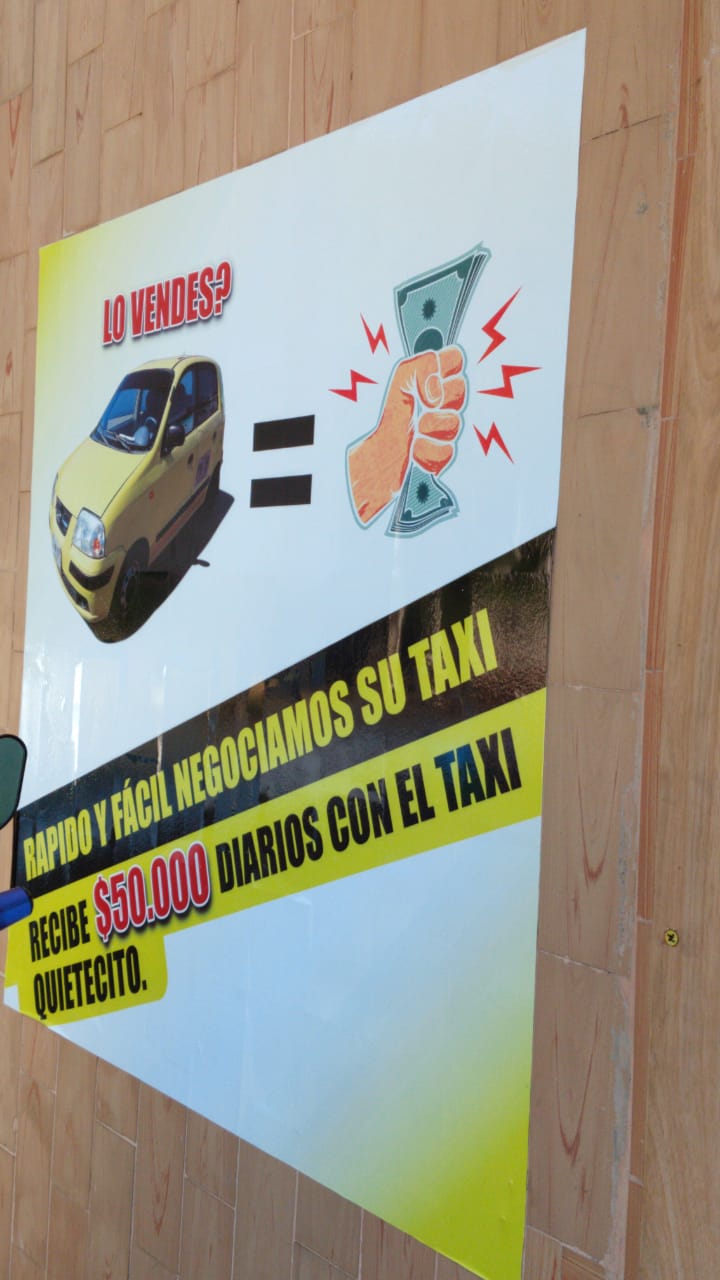 LO VENDES?
RAPIDO Y FÁCIL NEGOCIAMOS SU TAXI
RECIBE $50.000 DIARIOS CON EL TAXI
QUIETECITO.